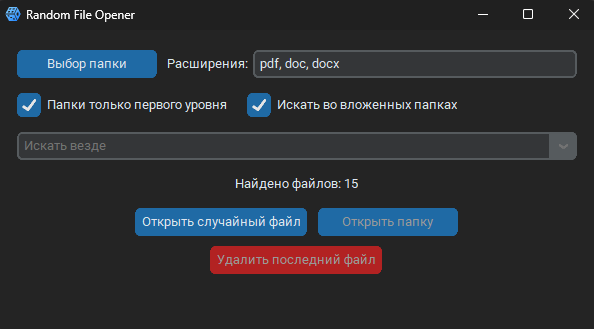 Random File Opener
Выбор папки Расширения: pdf, doc, docx
Папки только первого уровня Искать во вложенных папках
Искать везде
Найдено файлов: 15
Открыть случайный файл Открыть папку
Удалить последний файл